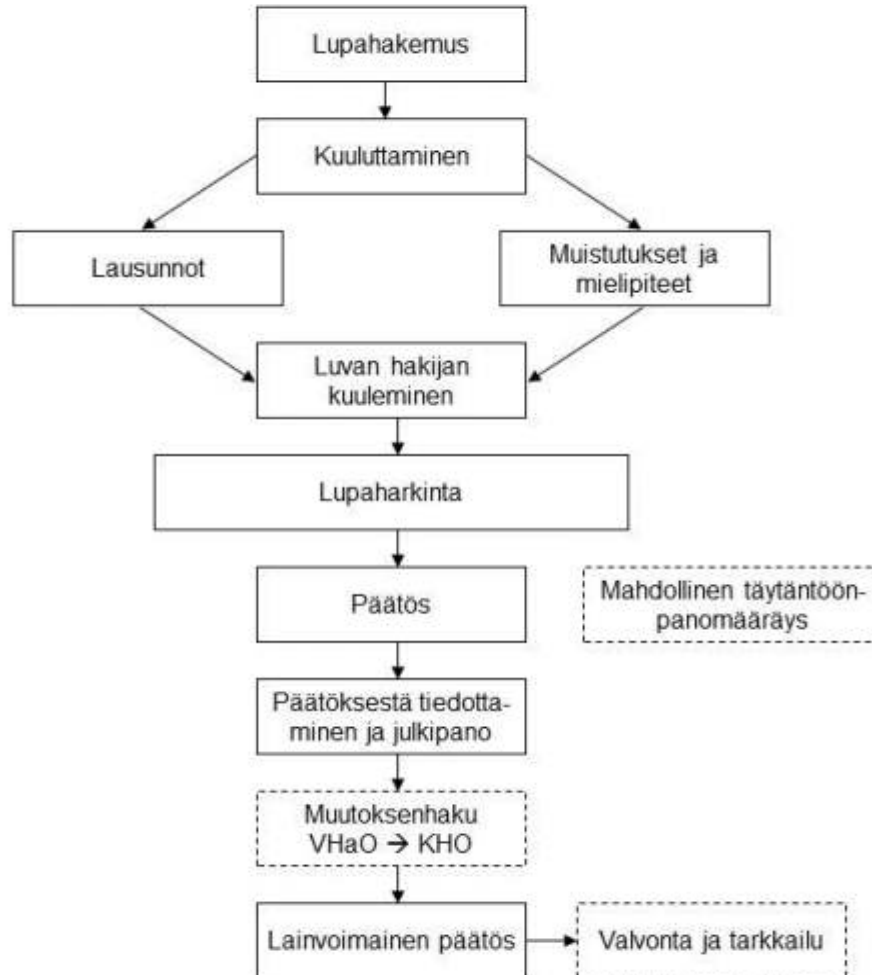 Lupahakemus
Kuuluttaminen
Lausunnot
Muistutukset ja
mielipiteet
Luvan hakijan
kuuleminen
Lupaharkinta
Päätös
Mahdollinen täytäntöön-
panomääräys
Päätöksestä tiedotta-
minen ja julkipano
Muutoksenhaku
VHaO → KHO
Lainvoimainen päätös
Valvonta ja tarkkailu